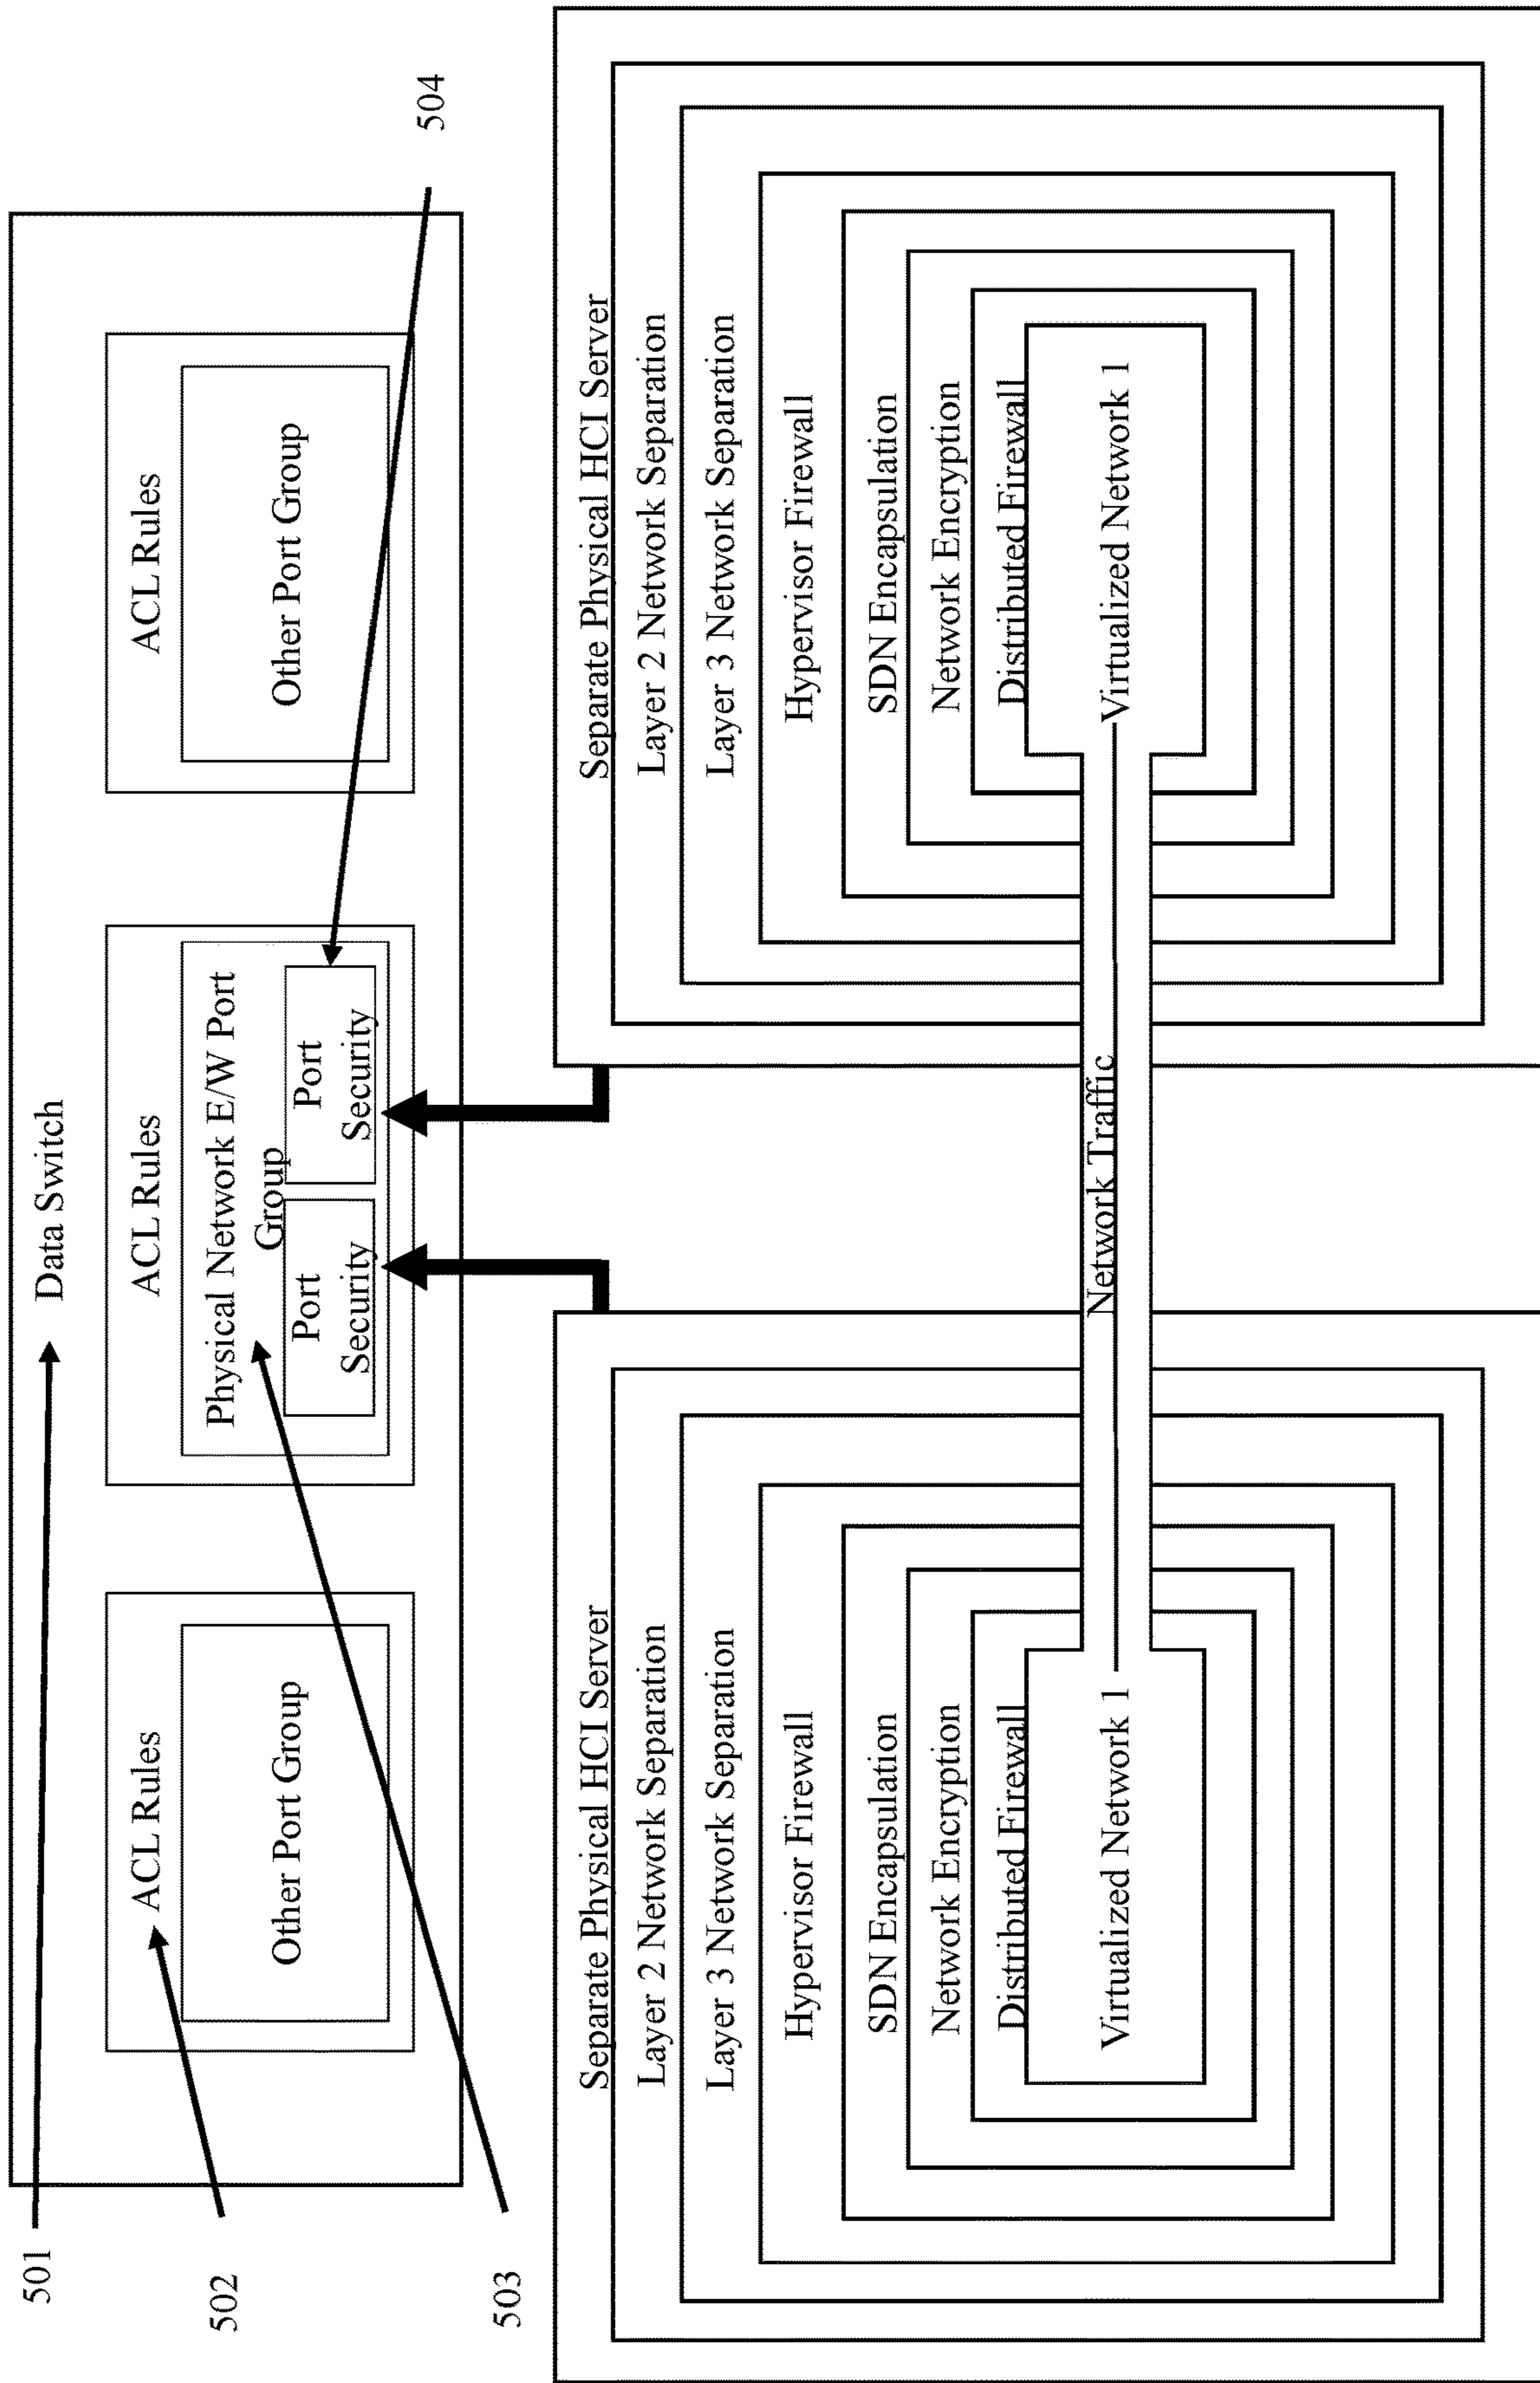 501
Data Switch
502
ACL Rules
Other Port Group
503
ACL Rules
Physical Network E/W Port
Group
Port
Security
Port
Security
ACL Rules
Other Port Group
504
Separate Physical HCI Server
Layer 2 Network Separation
Layer 3 Network Separation
Hypervisor Firewall
SDN Encapsulation
Network Encryption
Distributed Firewall
Virtualized Network 1
Network Traffic
Separate Physical HCI Server
Layer 2 Network Separation
Layer 3 Network Separation
Hypervisor Firewall
SDN Encapsulation
Network Encryption
Distributed Firewall
Virtualized Network 1